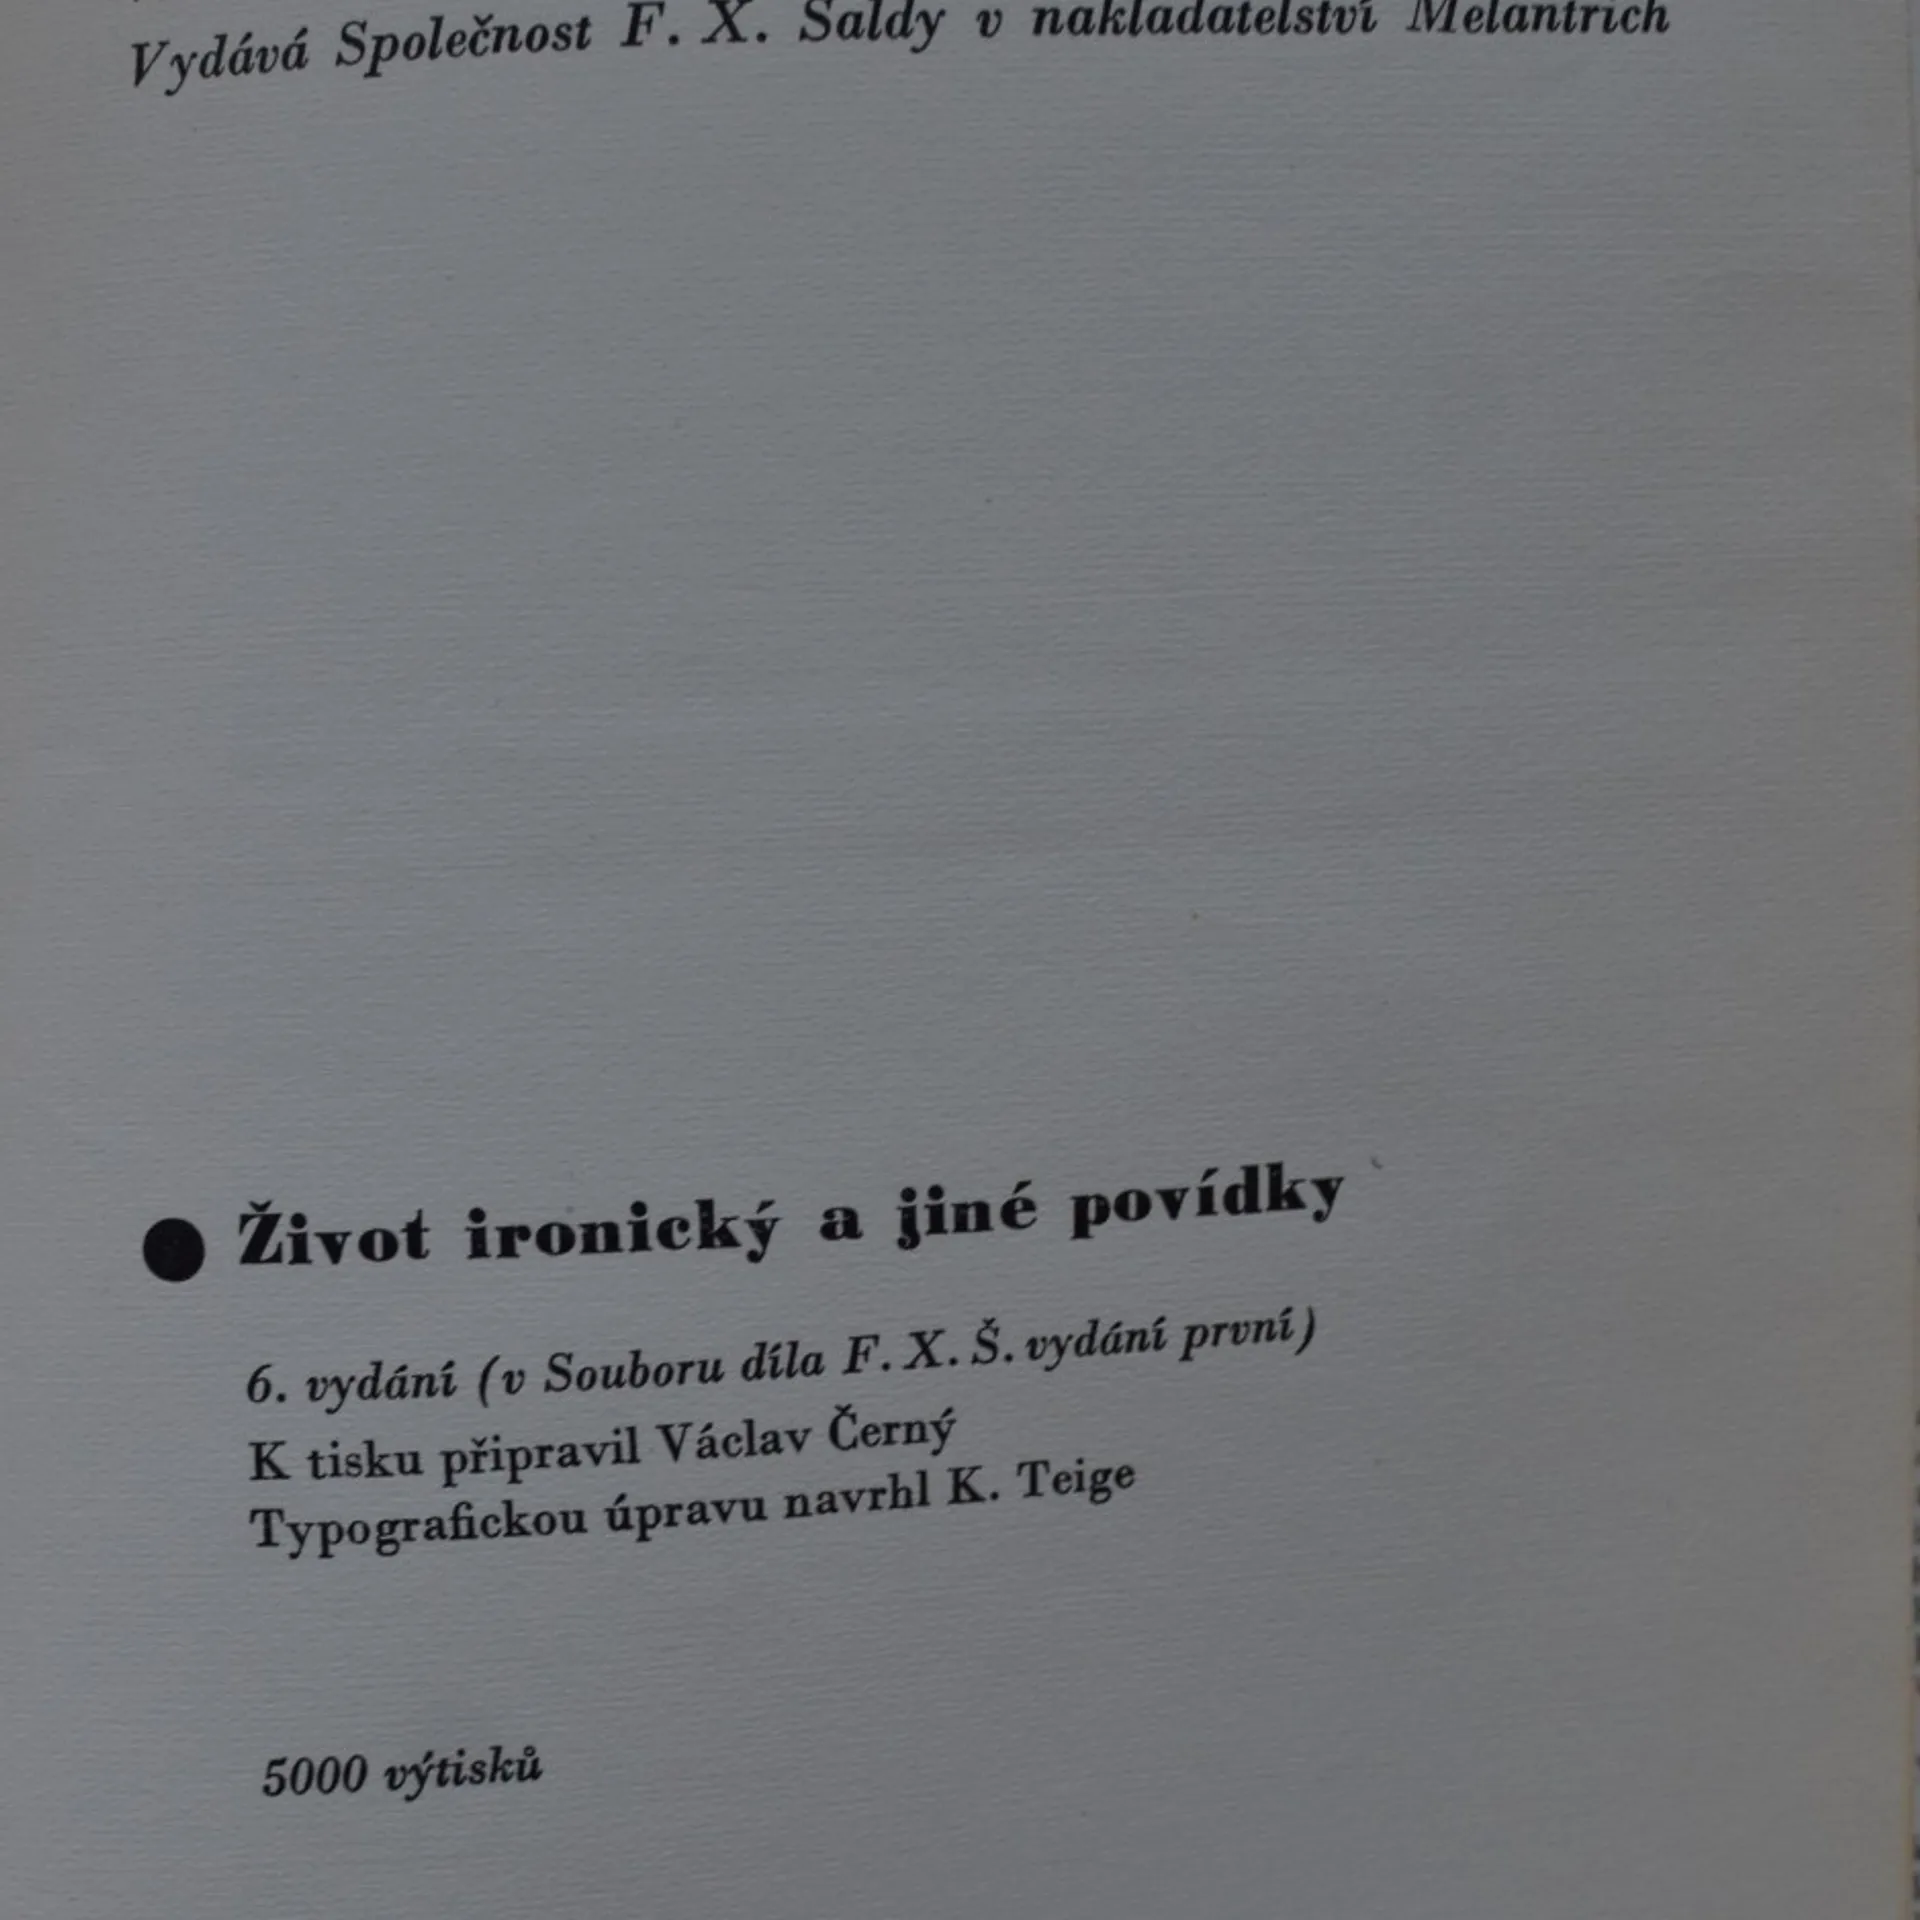 Vydává Společnost F. X. Šaldy v nakladatelství Melantrich
● Život ironický a jiné povídky
6. vydání (v Souboru díla F. X. Š. vydání první)
K tisku připravil Václav Černý
Typografickou úpravu navrhl K. Teige
5000 výtisků